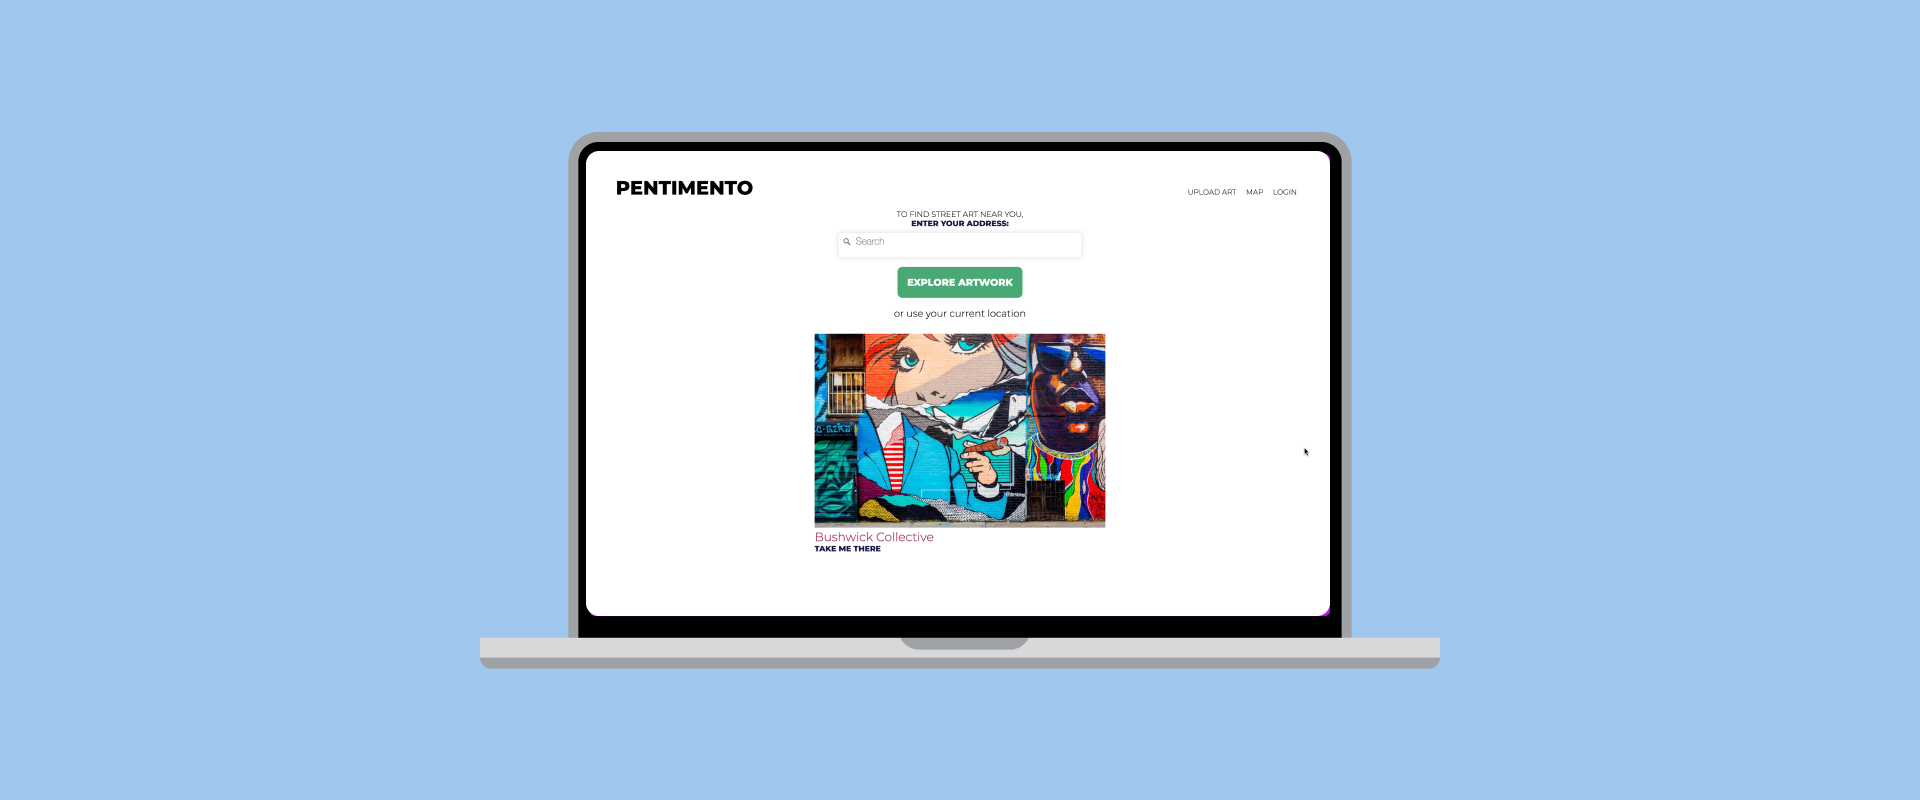 PENTIMENTO
UPLOAD ART MAP LOGIN
TO FIND STREET ART NEAR YOU,
ENTER YOUR ADDRESS:
Search
EXPLORE ARTWORK
or use your current location
Bushwick Collective
TAKE ME THERE